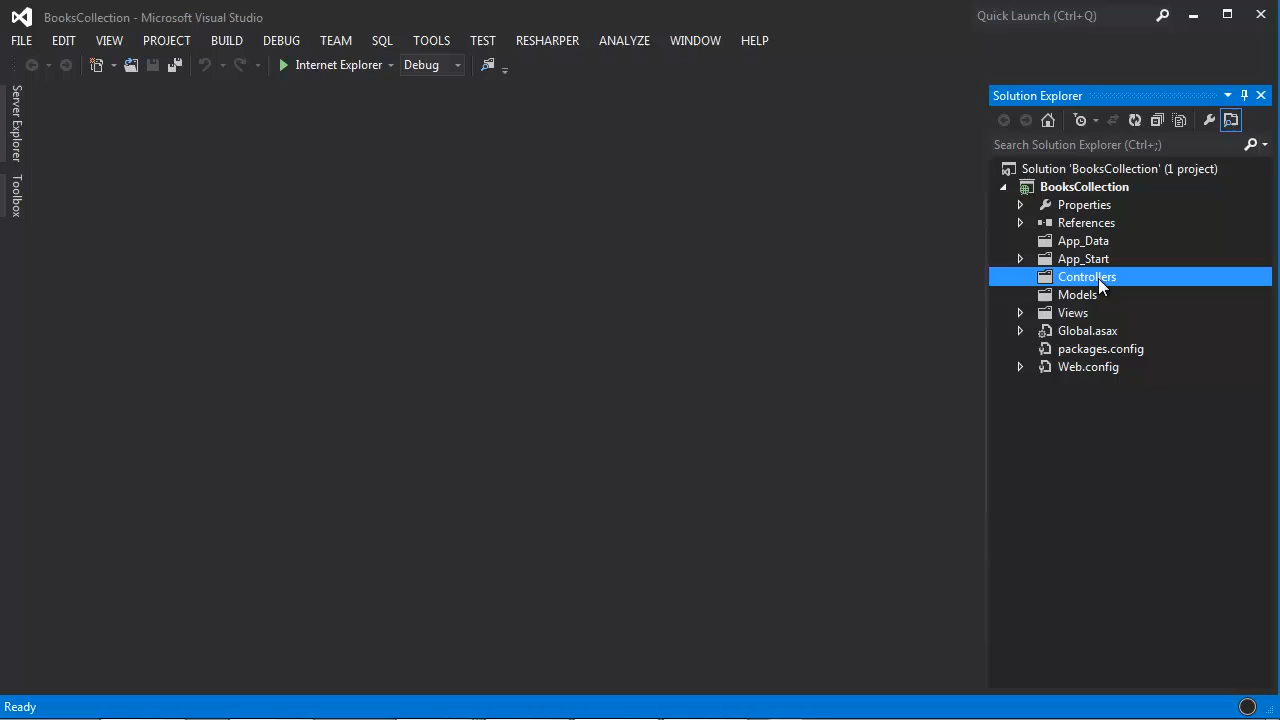 BooksCollection - Microsoft Visual Studio
Quick Launch (Ctrl+Q)
FILE EDIT VIEW PROJECT BUILD DEBUG TEAM SQL TOOLS TEST RESHARPER ANALYZE WINDOW HELP
Internet Explorer Debug
Server Explorer
Toolbox
Solution Explorer
Search Solution Explorer (Ctrl+;)
Solution 'BooksCollection' (1 project)
BooksCollection
Properties
References
App_Data
App_Start
Controllers
Models
Views
Global.asax
packages.config
Web.config
Ready